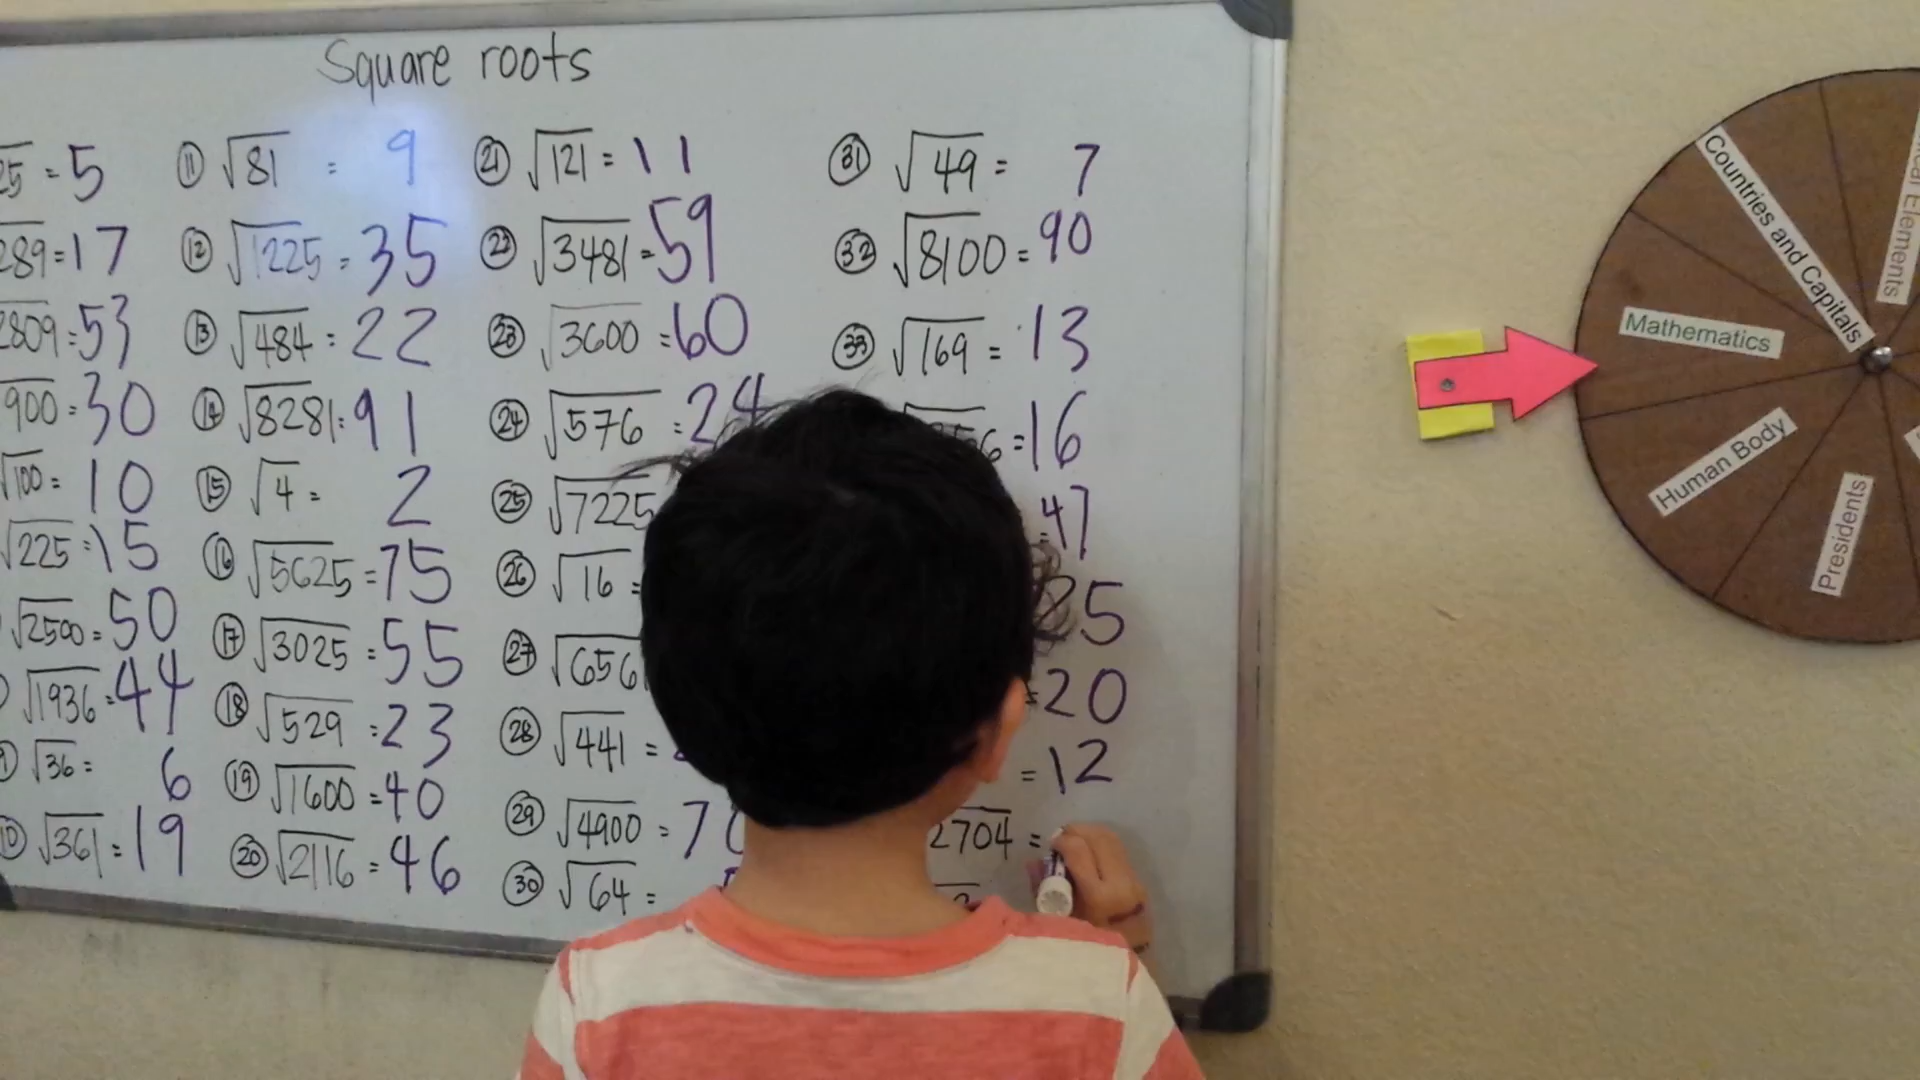 Square roots
25 = 5
289 = 17
2809 = 53
900 = 30
√100 = 10
√225 = 15
√2500 = 50
√1936 = 44
√36 = 6
10 √361 = 19
11 √81 = 9
12 √1225 = 35
13 √484 = 22
14 √8281 = 91
15 √4 = 2
16 √5625 = 75
17 √3025 = 55
18 √529 = 23
19 √1600 = 40
20 √2116 = 46
21 √121 = 11
22 √3481 = 59
23 √3600 = 60
24 √576 = 24
25 √7225
26 √16 =
27 √656
28 √441 =
29 √4900 = 70
30 √64 =
31 √49 = 7
32 √8100 = 90
33 √169 = 13
6 = 16
47
25
= 20
= 12
2704 =
Countries and Capitals
Elements
Mathematics
Human Body
Presidents